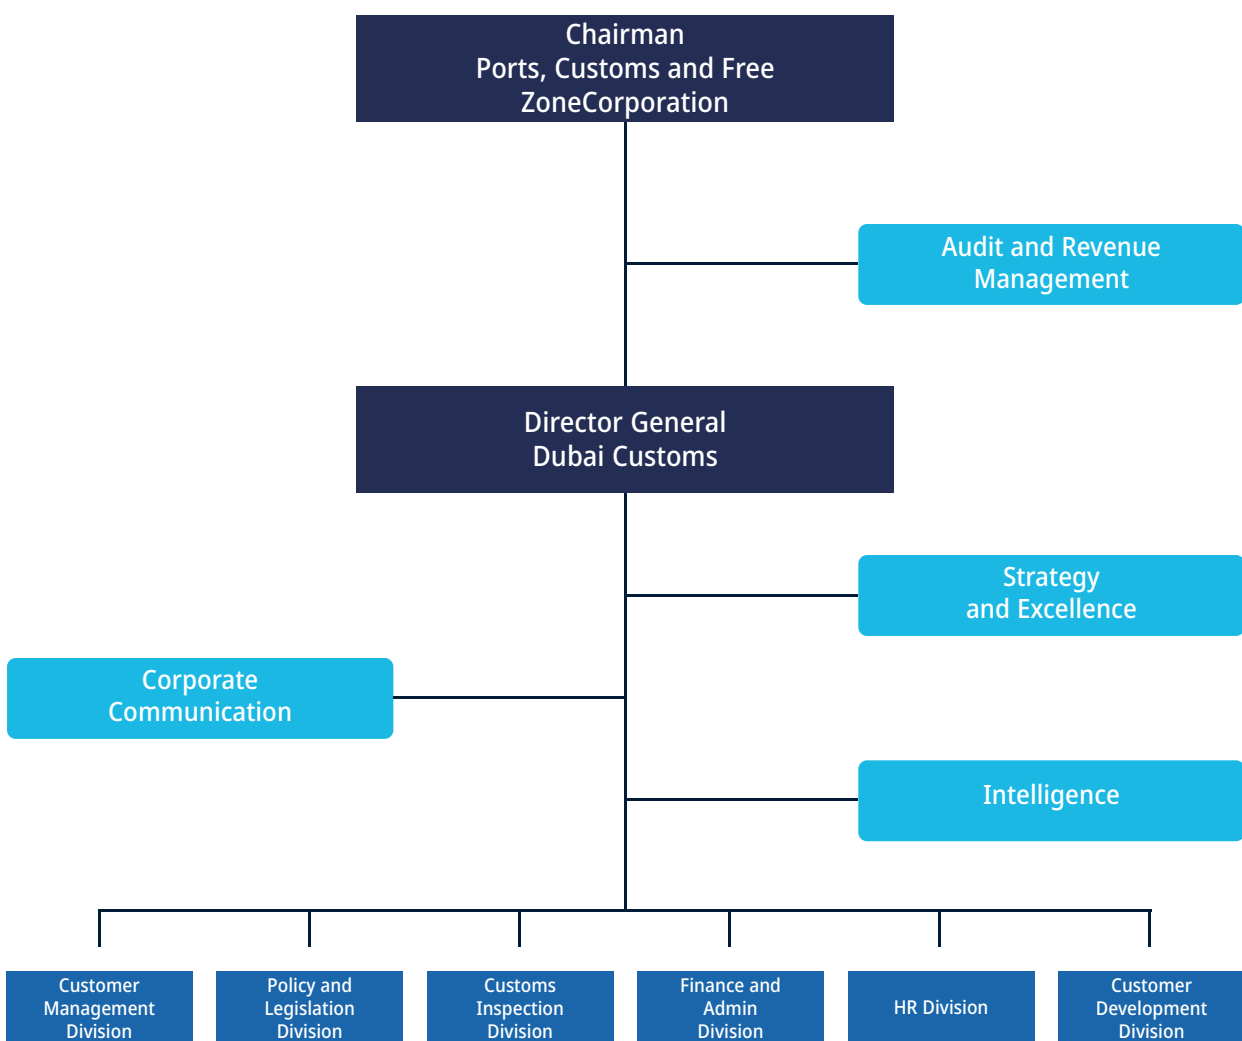 Chairman
Ports, Customs and Free
ZoneCorporation
Audit and Revenue
Management
Director General
Dubai Customs
Strategy
and Excellence
Corporate
Communication
Intelligence
Customer
Management
Division
Policy and
Legislation
Division
Customs
Inspection
Division
Finance and
Admin
Division
HR Division
Customer
Development
Division